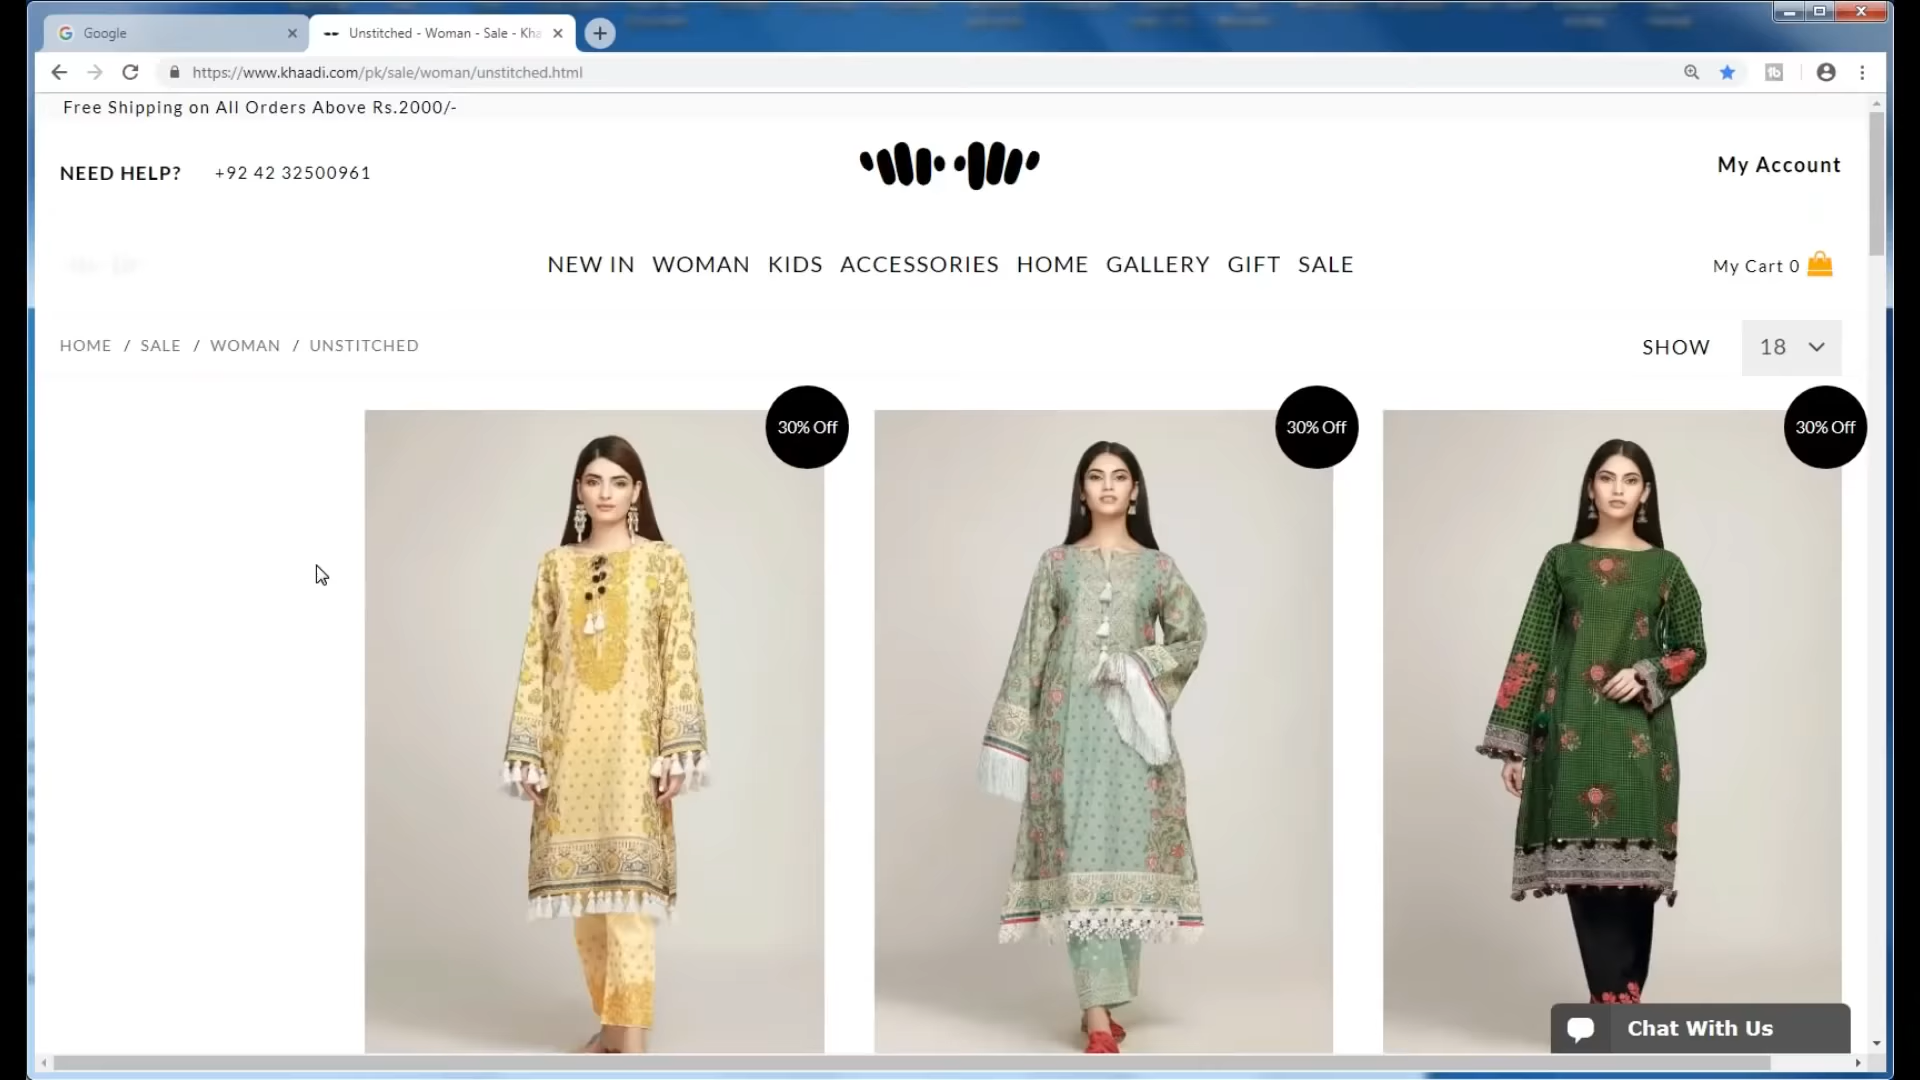 Google
Unstitched - Woman - Sale - Kha
https://www.khaadi.com/pk/sale/woman/unstitched.html
Free Shipping on All Orders Above Rs.2000/-
NEED HELP? +92 42 32500961
My Account
NEW IN WOMAN KIDS ACCESSORIES HOME GALLERY GIFT SALE
My Cart 0
HOME / SALE / WOMAN / UNSTITCHED
SHOW 18
30% Off
30% Off
30% Off
Chat With Us